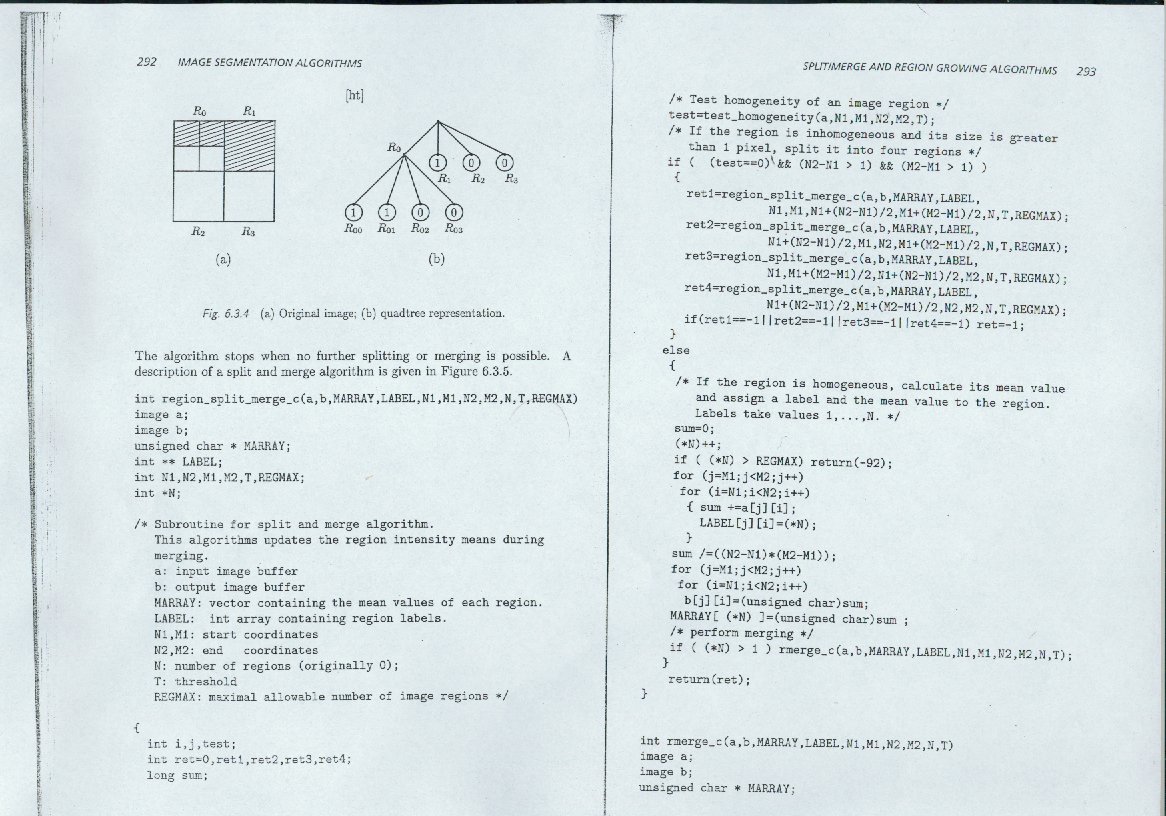 292 IMAGE SEGMENTATION ALGORITHMS
[ht]
R0 R1
R2 R3
(a)
R0
1 0 0
R1 R2 R3
1 1 0 0
R00 R01 R02 R03
(b)
Fig. 6.3.4 (a) Original image; (b) quadtree representation.
The algorithm stops when no further splitting or merging is possible. A
description of a split and merge algorithm is given in Figure 6.3.5.
int region_split_merge_c(a,b,MARRAY,LABEL,N1,M1,N2,M2,N,T,REGMAX)
image a;
image b;
unsigned char * MARRAY;
int ** LABEL;
int N1,N2,M1,M2,T,REGMAX;
int *N;
/* Subroutine for split and merge algorithm.
This algorithms updates the region intensity means during
merging.
a: input image buffer
b: output image buffer
MARRAY: vector containing the mean values of each region.
LABEL: int array containing region labels.
N1,M1: start coordinates
N2,M2: end coordinates
N: number of regions (originally 0);
T: threshold
REGMAX: maximal allowable number of image regions */
{
int i,j,test;
int ret=0,ret1,ret2,ret3,ret4;
long sum;
SPLIT/MERGE AND REGION GROWING ALGORITHMS 293
/* Test homogeneity of an image region */
test=test_homogeneity(a,N1,M1,N2,M2,T);
/* If the region is inhomogeneous and its size is greater
than 1 pixel, split it into four regions */
if ( (test==0) && (N2-N1 > 1) && (M2-M1 > 1) )
{
ret1=region_split_merge_c(a,b,MARRAY,LABEL,
N1,M1,N1+(N2-N1)/2,M1+(M2-M1)/2,N,T,REGMAX);
ret2=region_split_merge_c(a,b,MARRAY,LABEL,
N1+(N2-N1)/2,M1,N2,M1+(M2-M1)/2,N,T,REGMAX);
ret3=region_split_merge_c(a,b,MARRAY,LABEL,
N1,M1+(M2-M1)/2,N1+(N2-N1)/2,M2,N,T,REGMAX);
ret4=region_split_merge_c(a,b,MARRAY,LABEL,
N1+(N2-N1)/2,M1+(M2-M1)/2,N2,M2,N,T,REGMAX);
if(ret1==-1||ret2==-1||ret3==-1||ret4==-1) ret=-1;
}
else
{
/* If the region is homogeneous, calculate its mean value
and assign a label and the mean value to the region.
Labels take values 1,...,N. */
sum=0;
(*N)++;
if ( (*N) > REGMAX) return(-92);
for (j=M1;j<M2;j++)
for (i=N1;i<N2;i++)
{ sum +=a[j][i];
LABEL[j][i]=(*N);
}
sum /=((N2-N1)*(M2-M1));
for (j=M1;j<M2;j++)
for (i=N1;i<N2;i++)
b[j][i]=(unsigned char)sum;
MARRAY[ (*N) ]=(unsigned char)sum ;
/* perform merging */
if ( (*N) > 1 ) rmerge_c(a,b,MARRAY,LABEL,N1,M1,N2,M2,N,T);
}
return(ret);
}
int rmerge_c(a,b,MARRAY,LABEL,N1,M1,N2,M2,N,T)
image a;
image b;
unsigned char * MARRAY;